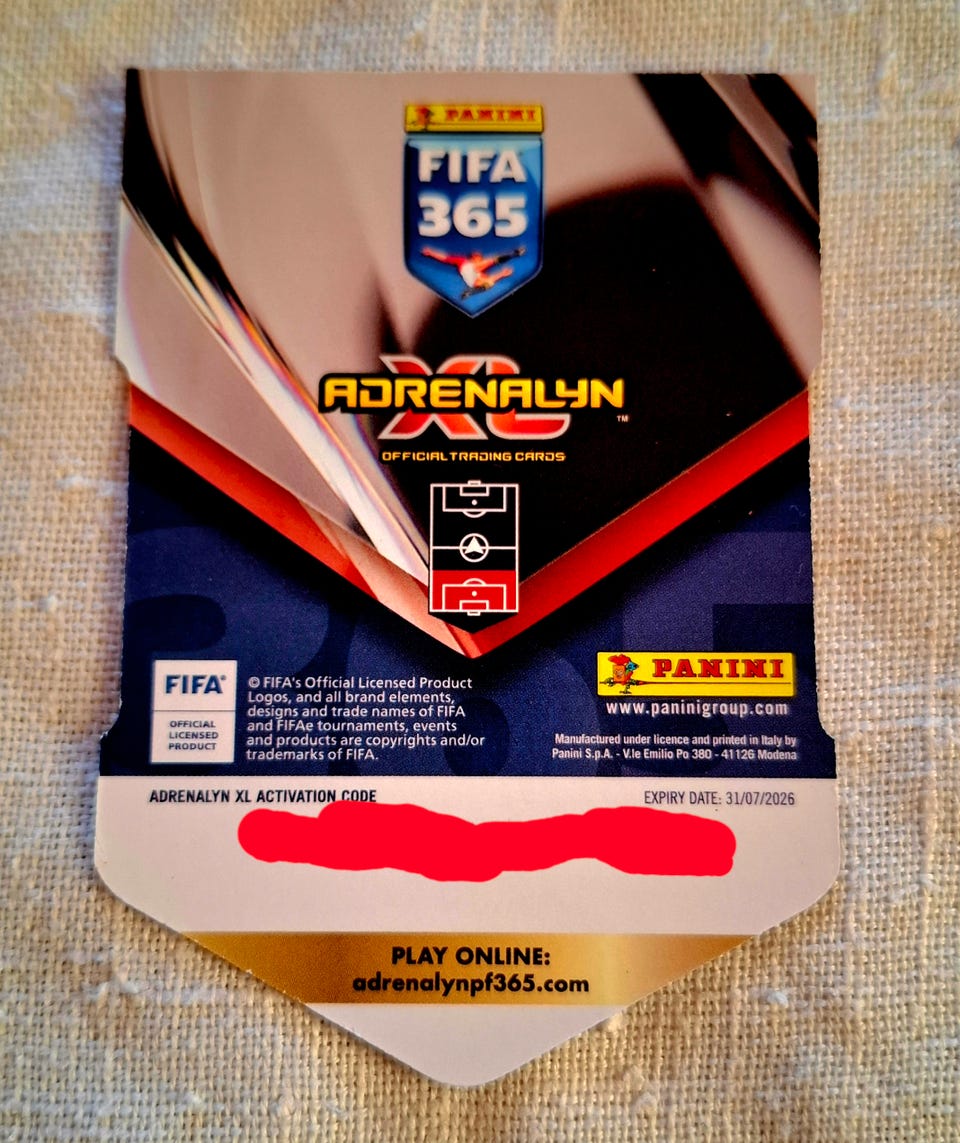 PANINI
FIFA
365
XL
ADRENALYN
™
OFFICIAL TRADING CARDS
FIFA®
OFFICIAL
LICENSED
PRODUCT
© FIFA's Official Licensed Product
Logos, and all brand elements,
designs and trade names of FIFA
and FIFAe tournaments, events
and products are copyrights and/or
trademarks of FIFA.
PANINI
www.paninigroup.com
Manufactured under licence and printed in Italy by
Panini S.p.A. - V.le Emilio Po 380 - 41126 Modena
ADRENALYN XL ACTIVATION CODE
EXPIRY DATE: 31/07/2026
PLAY ONLINE:
adrenalynpf365.com